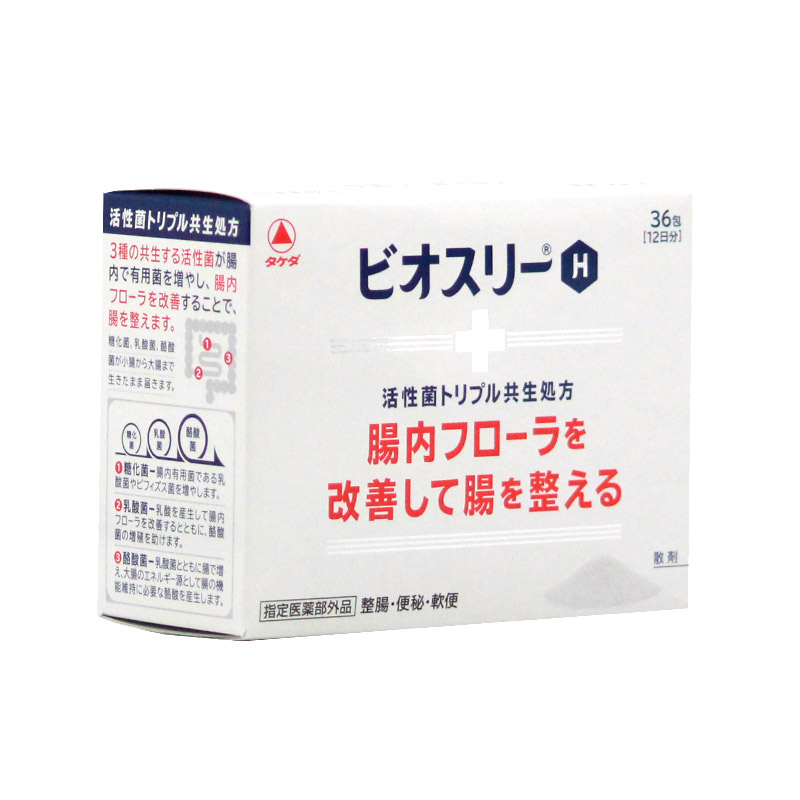 活性菌トリプル共生処方
3種の共生する活性菌が腸
内で有用菌を増やし、腸内
フローラを改善することで、
腸を整えます。
糖化菌、乳酸菌、酪酸
菌が小腸から大腸まで
生きたまま届きます。
1
2
3
糖化菌
乳酸菌
酪酸菌
1糖化菌ー腸内有用菌である乳
酸菌やビフィズス菌を増やします。
2乳酸菌ー乳酸を産生して腸内
フローラを改善するとともに、酪酸
菌の増殖を助けます。
3酪酸菌ー乳酸菌とともに腸で増
え、大腸のエネルギー源として腸の機
能維持に必要な酪酸を産生します。
タケダ
36包
[12日分]
ビオスリー®H
活性菌トリプル共生処方
腸内フローラを
改善して腸を整える
散剤
指定医薬部外品 整腸・便秘・軟便